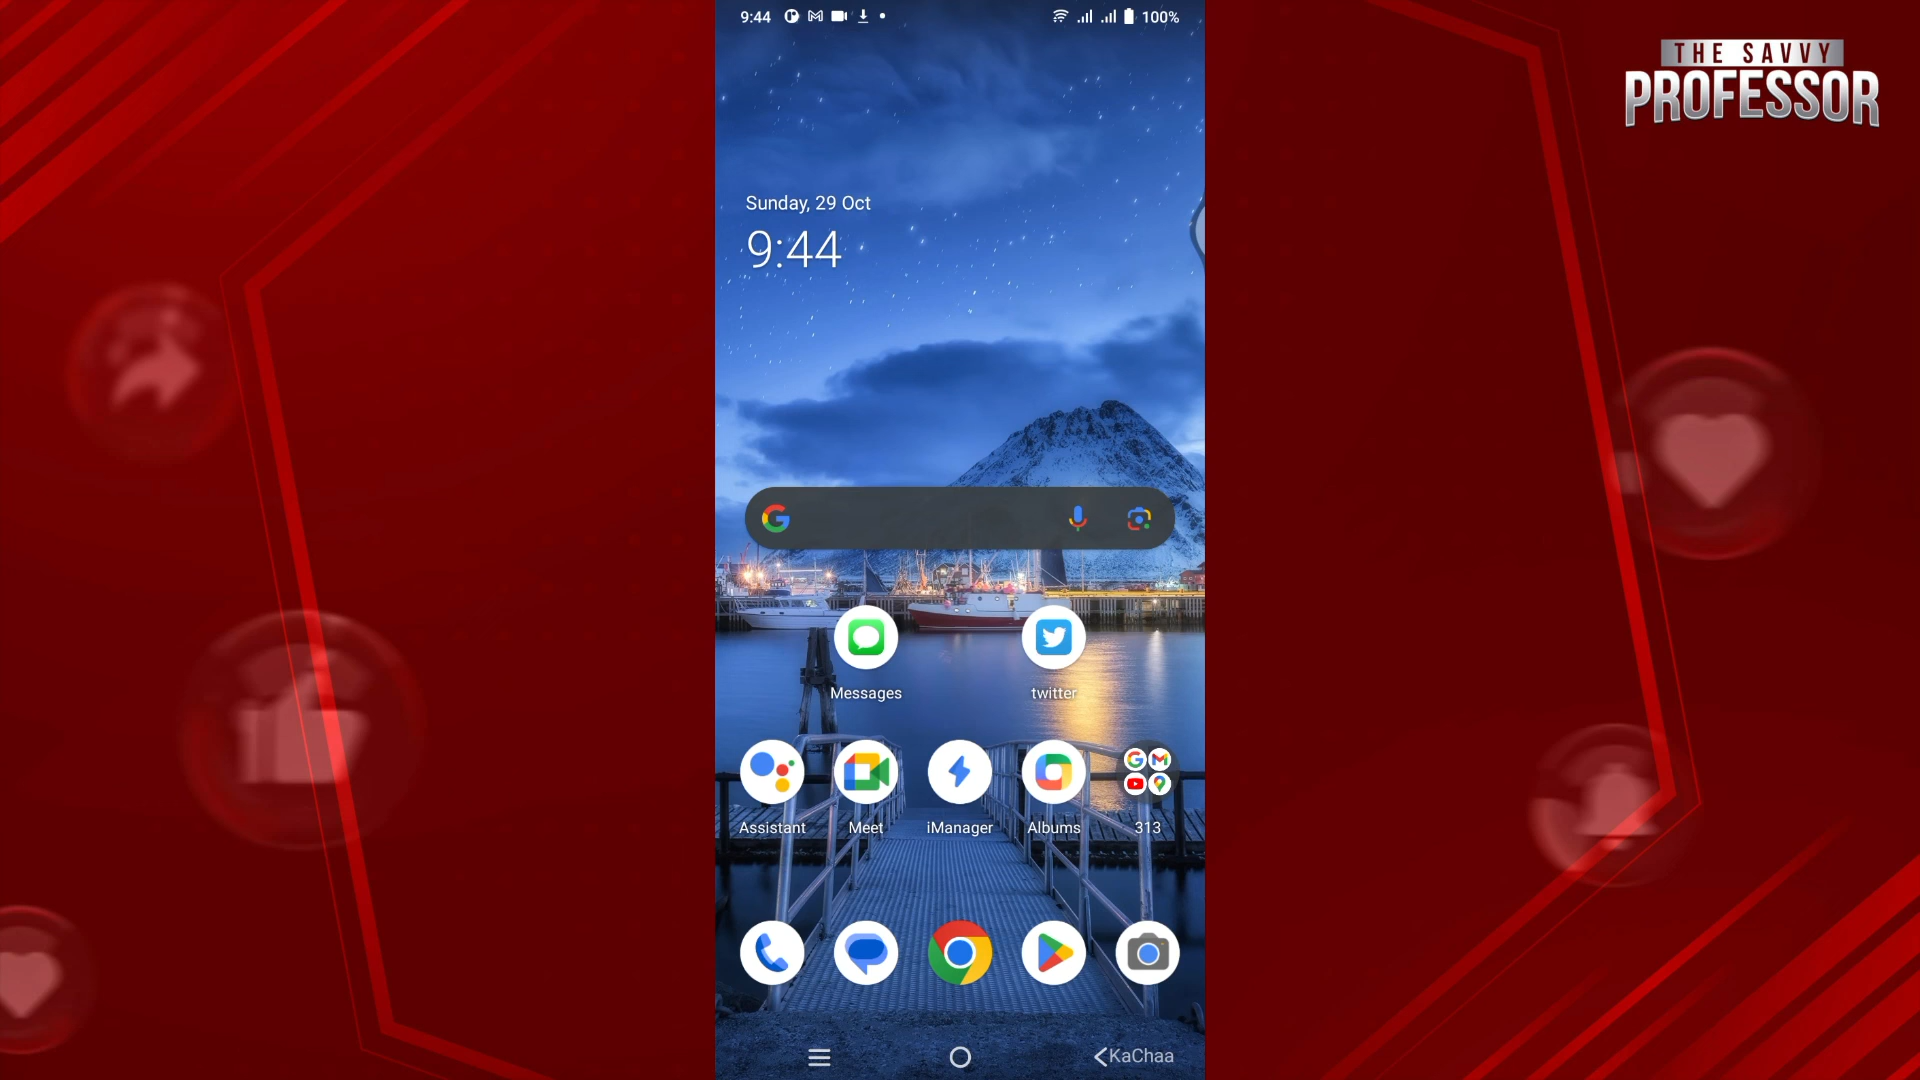 9:44
100%
THE SAVVY
PROFESSOR
Sunday, 29 Oct
9:44
Messages
twitter
Assistant
Meet
iManager
Albums
313
KaChaa